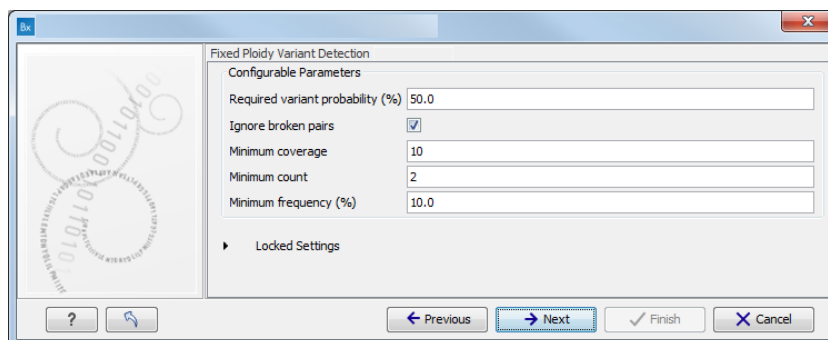 Bx
Fixed Ploidy Variant Detection
Configurable Parameters
Required variant probability (%) 50.0
Ignore broken pairs
Minimum coverage 10
Minimum count 2
Minimum frequency (%) 10.0
Locked Settings
? Previous Next Finish Cancel